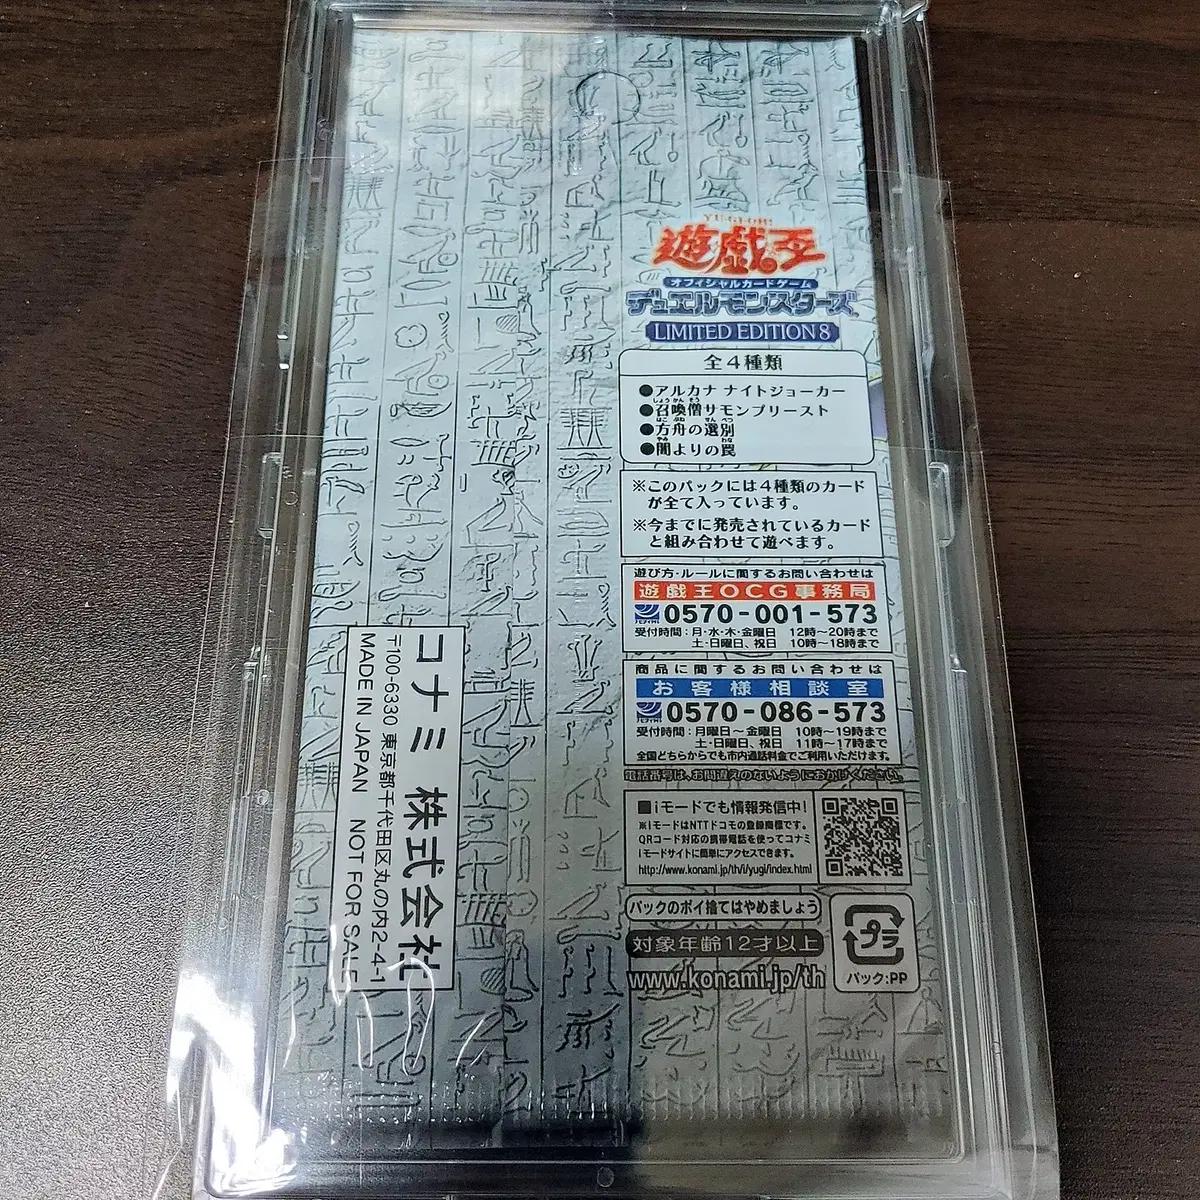 YU-GI-OH!
遊戯王
オフィシャルカードゲーム
デュエルモンスターズ
LIMITED EDITION 8
全4種類
●アルカナ ナイトジョーカー
しょうかんそう
●召喚僧サモンプリースト
はこぶね せんべつ
●方舟の選別
やみ わな
●闇よりの罠
※このパックには4種類のカード
が全て入っています。
※今までに発売されているカード
と組み合わせて遊べます。
遊び方・ルールに関するお問い合わせは
遊戯王OCG事務局
0570-001-573
受付時間:月・水・木・金曜日 12時〜20時まで
土・日曜日、祝日 10時〜18時まで
商品に関するお問い合わせは
お客様相談室
0570-086-573
受付時間:月曜日〜金曜日 10時〜19時まで
土・日曜日、祝日 11時〜17時まで
全国どちらからでも市内通話料金でご利用いただけます。
電話番号は、お間違えのないようにおかけください。
■iモードでも情報発信中!
※iモードはNTTドコモの登録商標です。
QRコード対応の携帯電話を使ってコナミ
iモードサイトに簡単にアクセスできます。
http://www.konami.jp/th/i/yugi/index.html
パックのポイ捨てはやめましょう
対象年齢12才以上
www.konami.jp/th
プラ
パック:PP
コナミ 株式会社
〒100-6330 東京都千代田区丸の内2-4-1
MADE IN JAPAN NOT FOR SALE